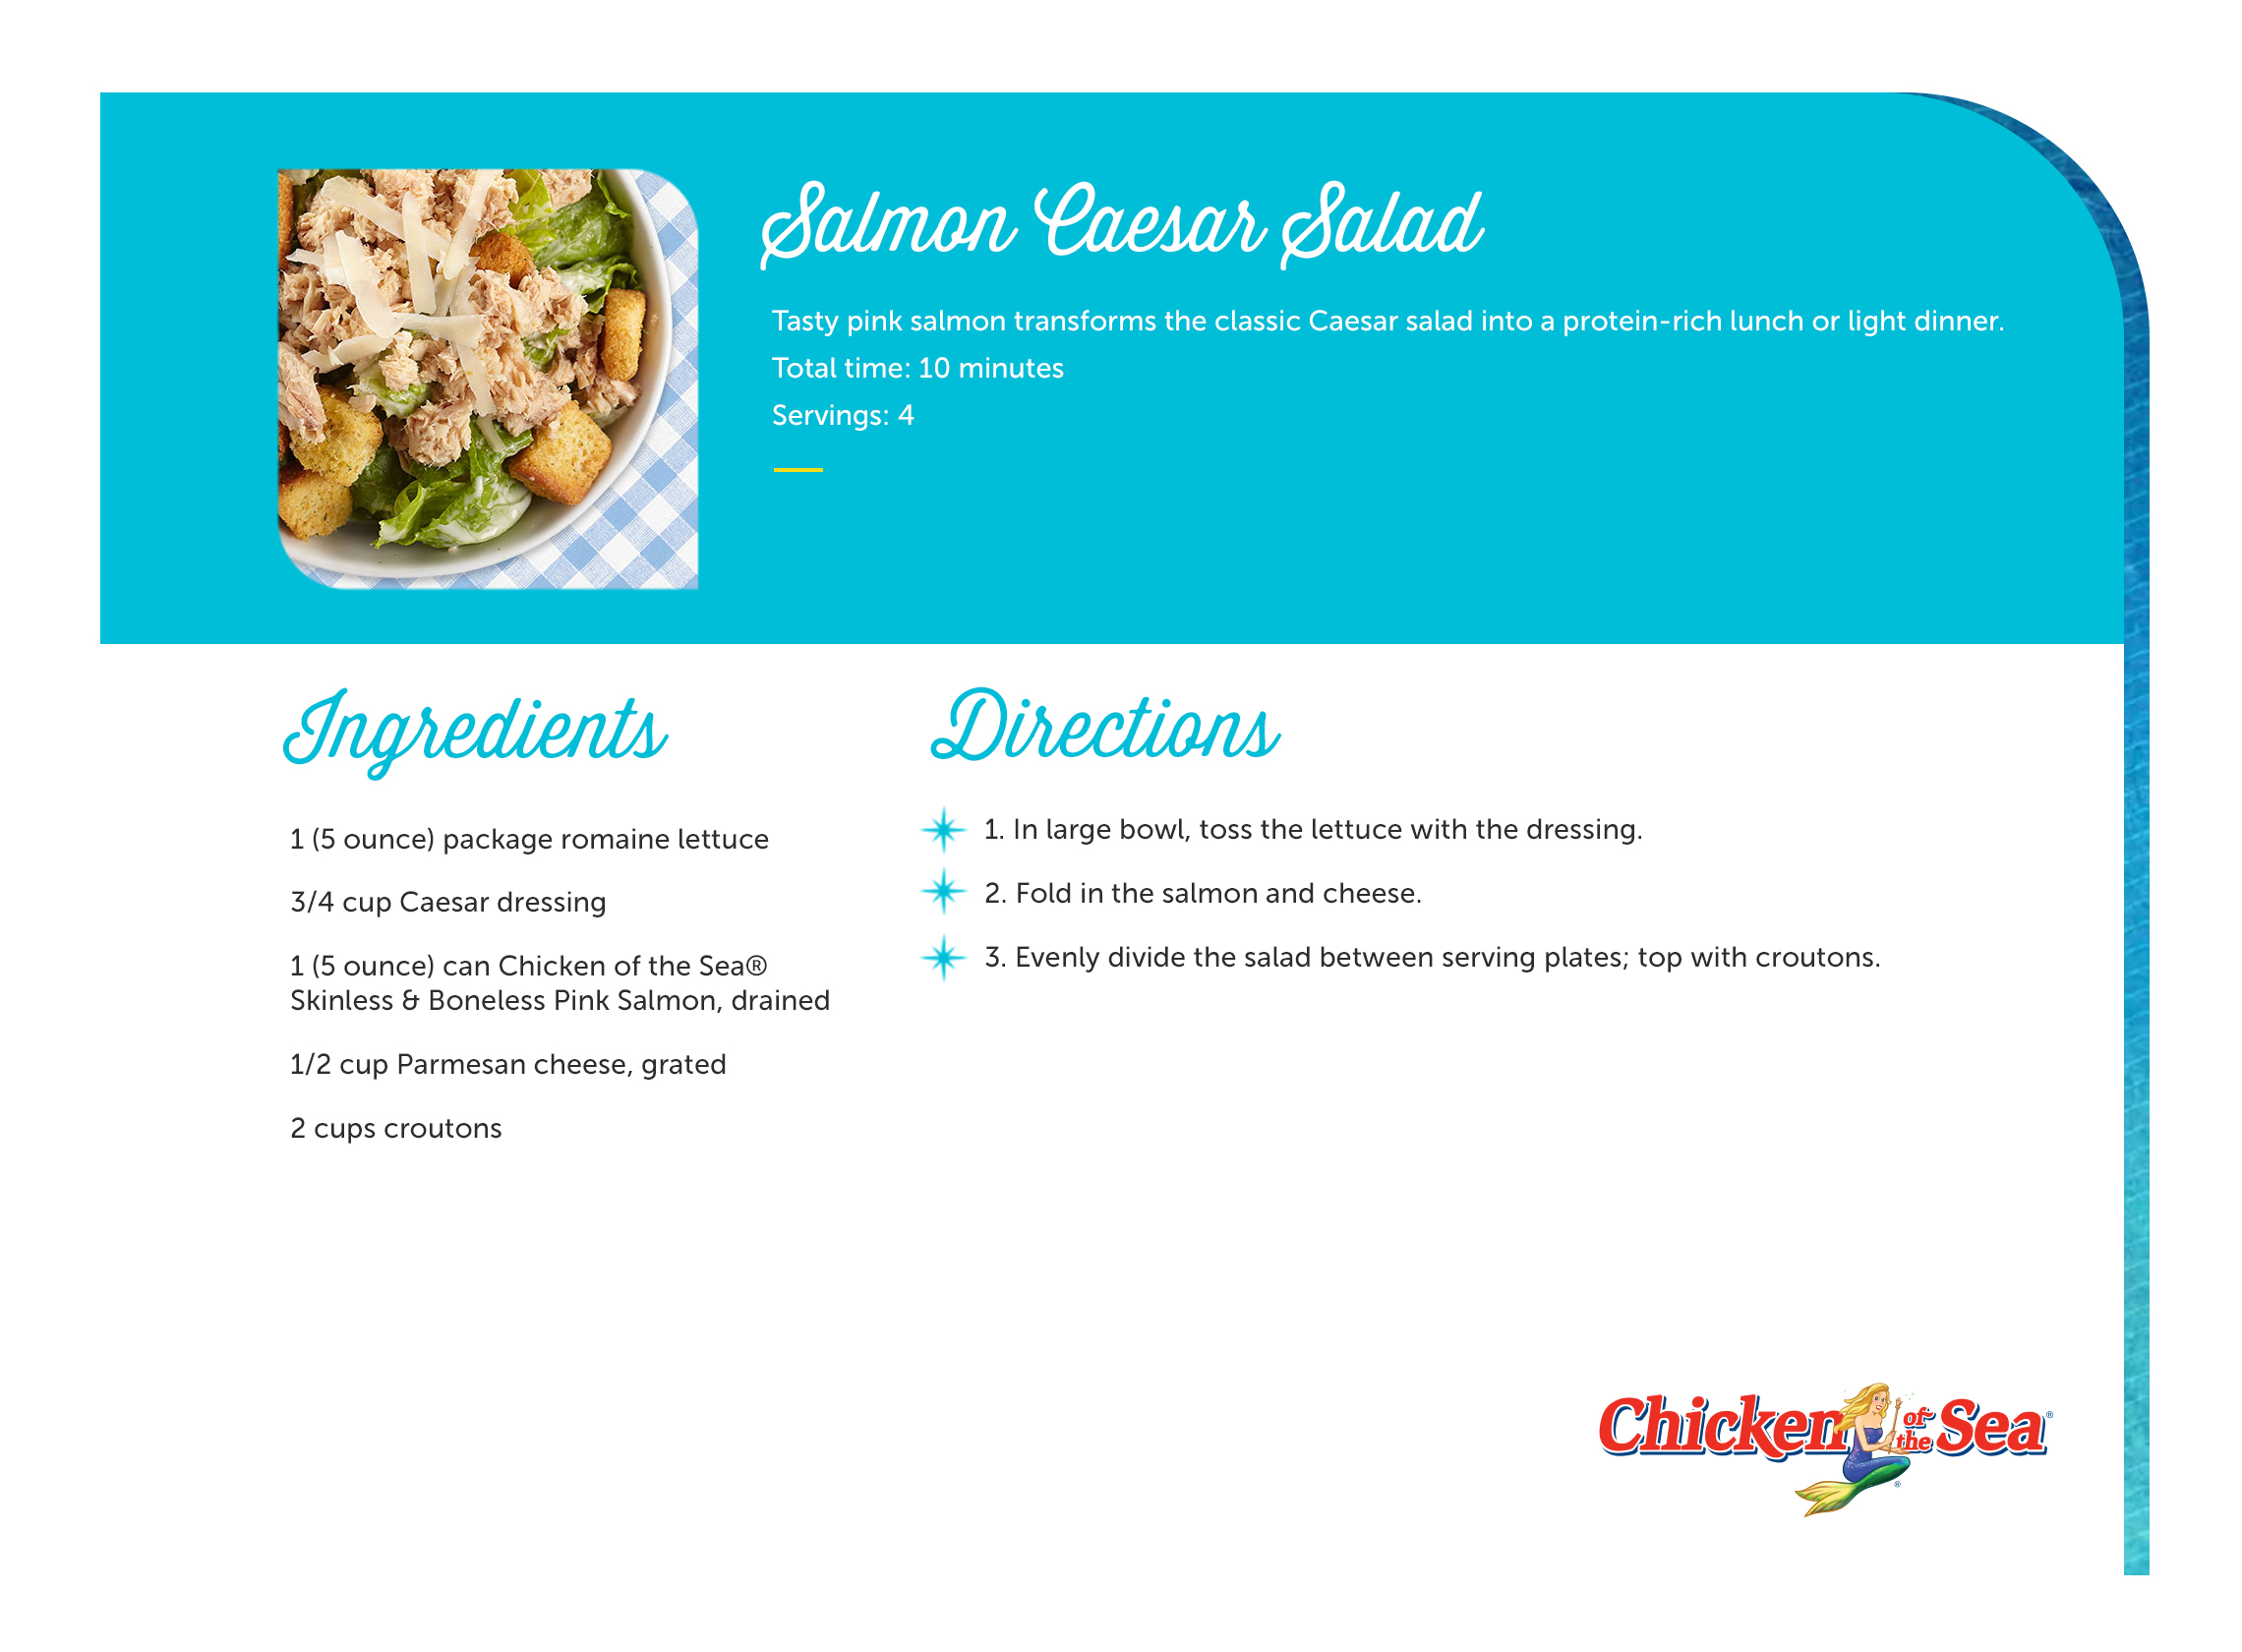 Salmon Caesar Salad
Tasty pink salmon transforms the classic Caesar salad into a protein-rich lunch or light dinner.
Total time: 10 minutes
Servings: 4
Ingredients
1 (5 ounce) package romaine lettuce
3/4 cup Caesar dressing
1 (5 ounce) can Chicken of the Sea®
Skinless & Boneless Pink Salmon, drained
1/2 cup Parmesan cheese, grated
2 cups croutons
Directions
1. In large bowl, toss the lettuce with the dressing.
2. Fold in the salmon and cheese.
3. Evenly divide the salad between serving plates; top with croutons.
Chicken of the Sea®
®